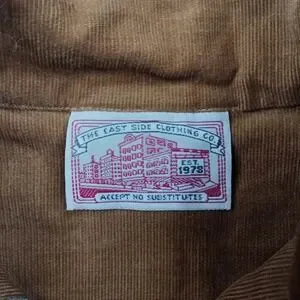 THE EAST SIDE CLOTHING CO.
EST.
1978
ACCEPT NO SUBSTITUTES